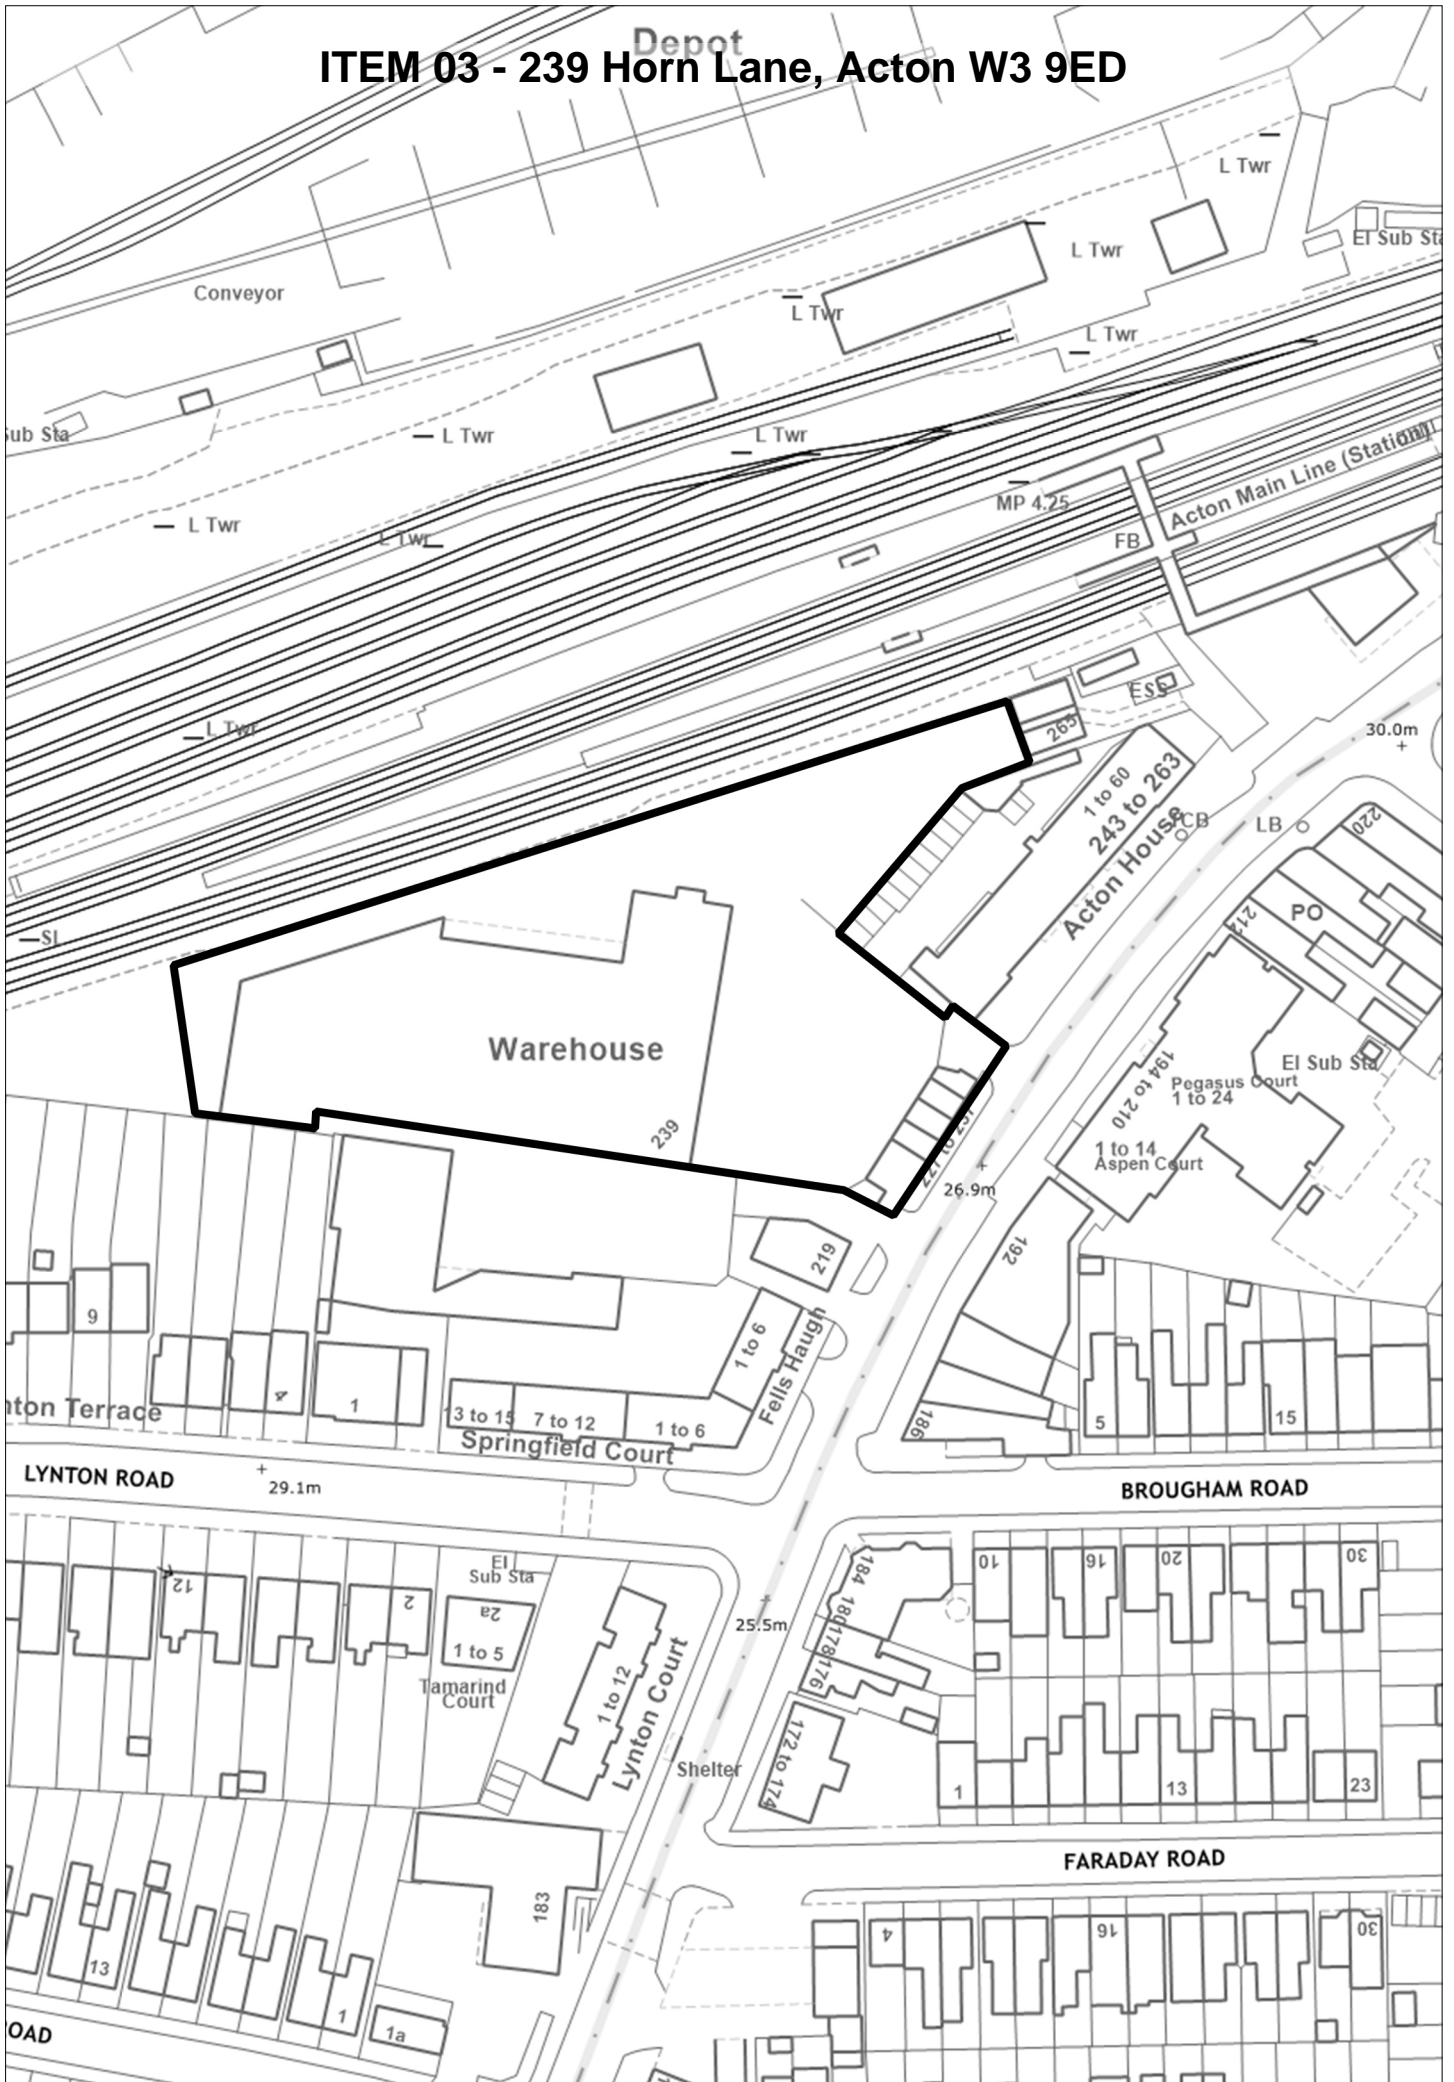 Depot
ITEM 03 - 239 Horn Lane, Acton W3 9ED
L Twr
El Sub Sta
L Twr
Conveyor
L Twr
L Twr
Sub Sta
L Twr
L Twr
Acton Main Line (Station)
MP 4.25
L Twr
L Twr
FB
ESS
L Twr
265
30.0m
1 to 60
243 to 263
Acton House
TCB
LB
220
PO
212
SL
Warehouse
El Sub Sta
194 to 210
Pegasus Court
1 to 24
239
1 to 14
Aspen Court
26.9m
219
192
9
1 to 6
Fells Haugh
4
1
13 to 15
7 to 12
1 to 6
186
5
15
Springfield Court
Terrace
LYNTON ROAD
29.1m
BROUGHAM ROAD
El
Sub Sta
12
2
2a
1 to 5
Tamarind
Court
184
180
178
176
10
16
20
30
25.5m
1 to 12
Lynton Court
172 to 174
Shelter
1
13
23
FARADAY ROAD
183
4
16
30
13
1
1a
OAD